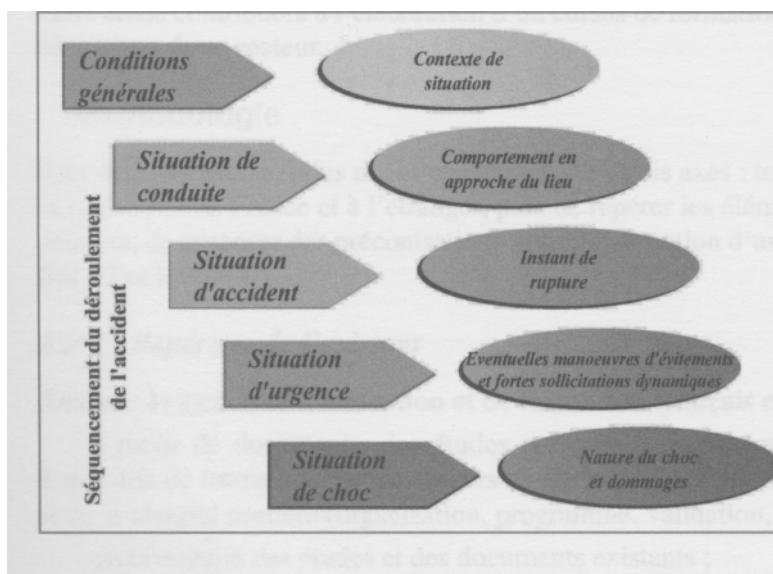 Conditions
générales
Contexte de
situation
Situation de
conduite
Comportement en
approche du lieu
Situation
d'accident
Instant de
rupture
Situation
d'urgence
Eventuelles manoeuvres d'évitements
et fortes sollicitations dynamiques
Situation
de choc
Nature du choc
et dommages
Séquencement du déroulement
de l'accident